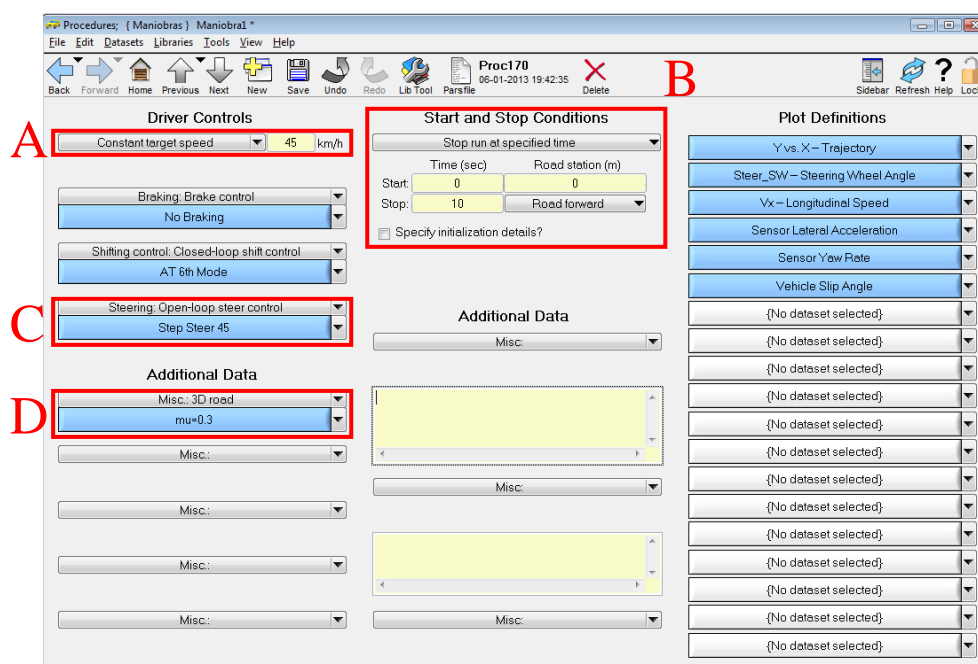 Procedures; { Maniobras } Maniobra1 *
File Edit Datasets Libraries Tools View Help
Back Forward Home Previous Next New Save Undo Redo Lib Tool Parsfile
Proc170
06-01-2013 19:42:35
Delete
Sidebar Refresh Help Loc
B
Driver Controls
A
Constant target speed 45 km/h
Braking: Brake control
No Braking
Shifting control: Closed-loop shift control
AT 6th Mode
C
Steering: Open-loop steer control
Step Steer 45
Additional Data
D
Misc.: 3D road
mu=0.3
Misc.:
Misc.:
Misc.:
Misc.:
Start and Stop Conditions
Stop run at specified time
Time (sec) Road station (m)
Start: 0 0
Stop: 10 Road forward
Specify initialization details?
Additional Data
Misc:
Misc:
Misc:
Plot Definitions
Y vs. X – Trajectory
Steer_SW – Steering Wheel Angle
Vx – Longitudinal Speed
Sensor Lateral Acceleration
Sensor Yaw Rate
Vehicle Slip Angle
{No dataset selected}
{No dataset selected}
{No dataset selected}
{No dataset selected}
{No dataset selected}
{No dataset selected}
{No dataset selected}
{No dataset selected}
{No dataset selected}
{No dataset selected}
{No dataset selected}
{No dataset selected}
{No dataset selected}